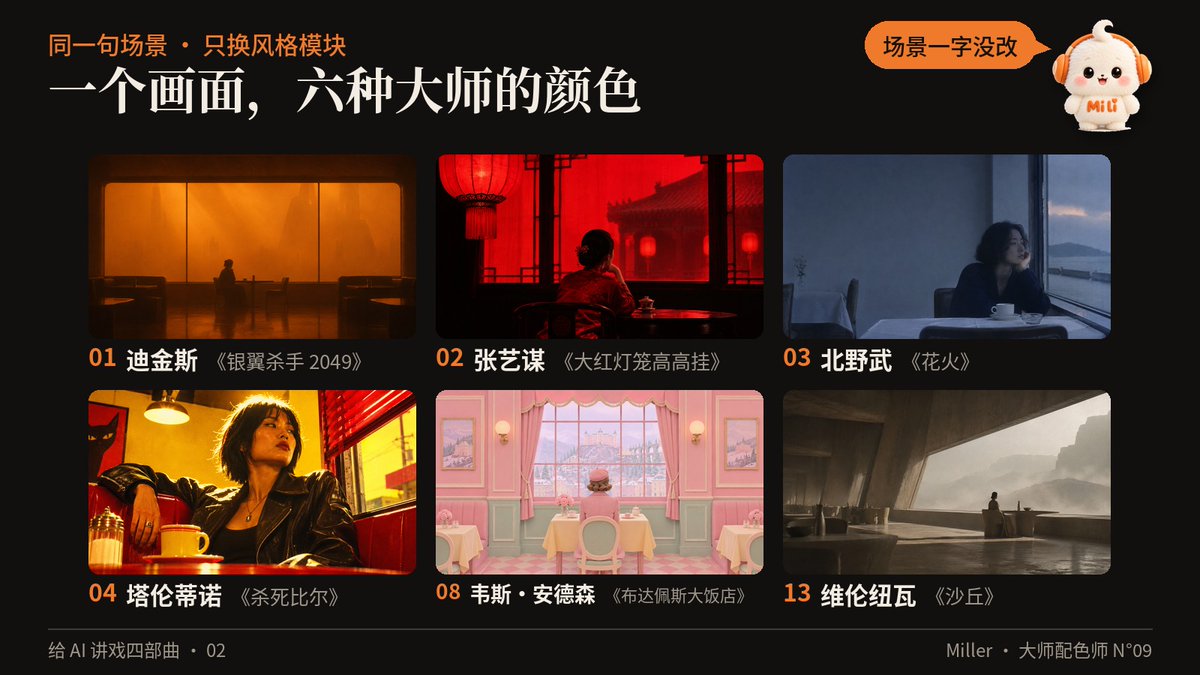 同一句场景 · 只换风格模块
一个画面，六种大师的颜色
场景一字没改
MiLi
01 迪金斯 《银翼杀手 2049》
02 张艺谋 《大红灯笼高高挂》
03 北野武 《花火》
04 塔伦蒂诺 《杀死比尔》
08 韦斯·安德森 《布达佩斯大饭店》
13 维伦纽瓦 《沙丘》
给 AI 讲戏四部曲 · 02
Miller · 大师配色师 N°09